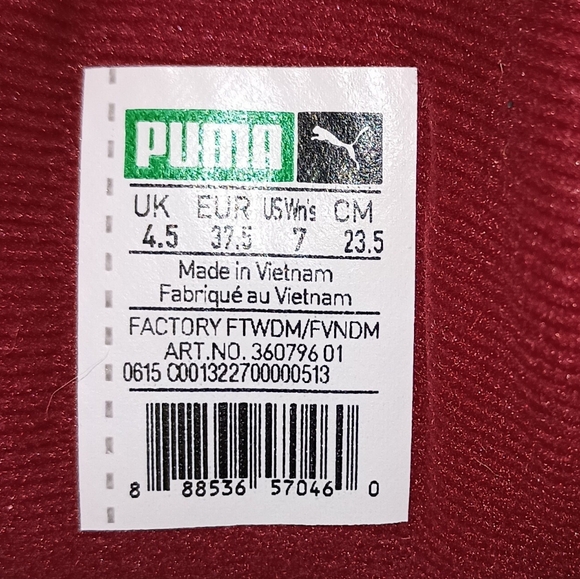 PUMA
UK EUR US Wn's CM
4.5 37.5 7 23.5
Made in Vietnam
Fabriqué au Vietnam
FACTORY FTWDM/FVNDM
ART.NO. 360796 01
0615 C001322700000513
8 88536 57046 0